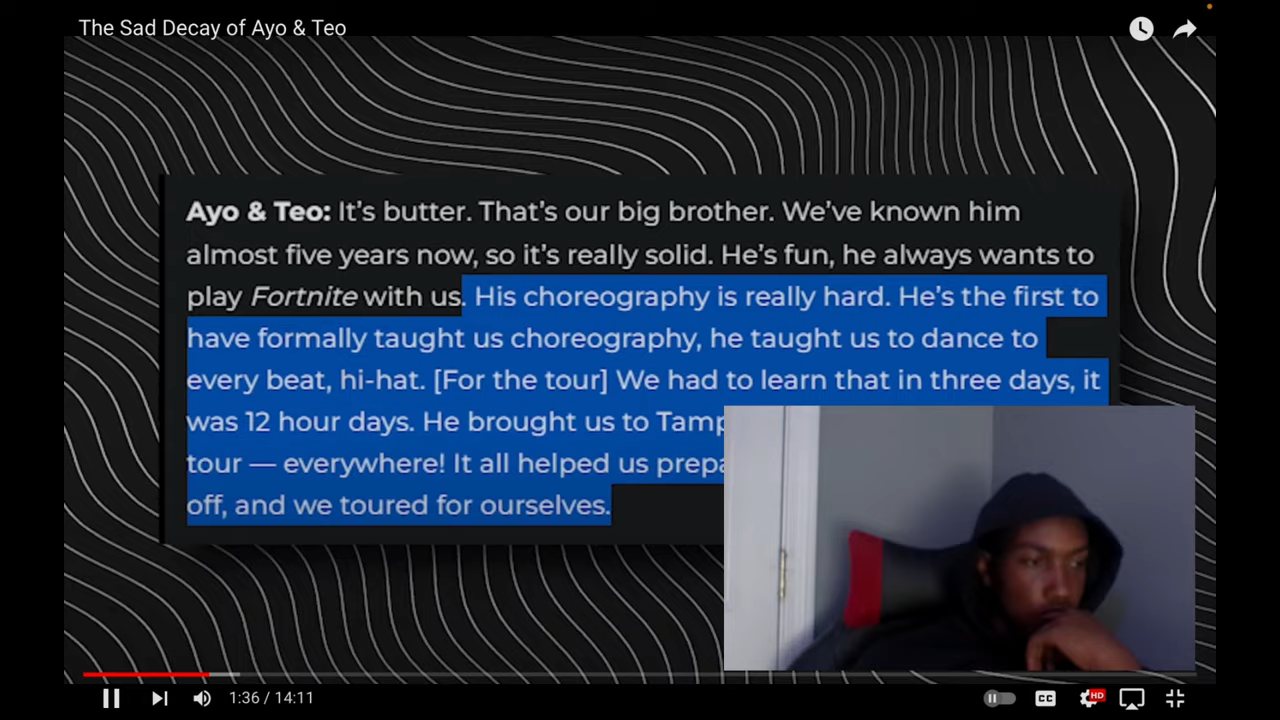 The Sad Decay of Ayo & Teo
Ayo & Teo: It's butter. That's our big brother. We've known him
almost five years now, so it's really solid. He's fun, he always wants to
play Fortnite with us. His choreography is really hard. He's the first to
have formally taught us choreography, he taught us to dance to
every beat, hi-hat. [For the tour] We had to learn that in three days, it
was 12 hour days. He brought us to
tour — everywhere! It all helped us
off, and we toured for ourselves.
1:36 / 14:11
CC
HD